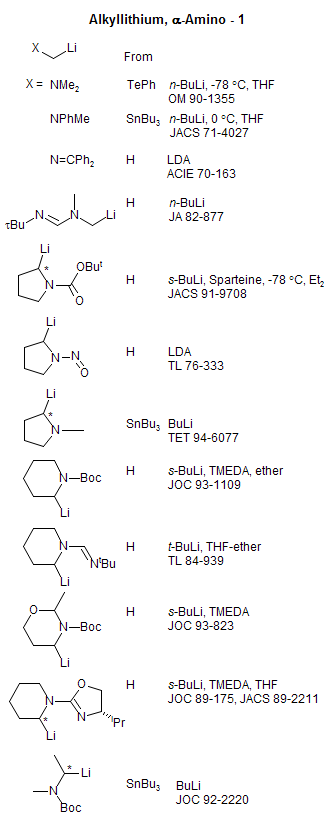 Alkyllithium, α-Amino - 1
X Li From
X = NMe2 TePh n-BuLi, -78 °C, THF
OM 90-1355
NPhMe SnBu3 n-BuLi, 0 °C, THF
JACS 71-4027
N=CPh2 H LDA
ACIE 70-163
τBu N N Li H n-BuLi
JA 82-877
Li
* N OBut O H s-BuLi, Sparteine, -78 °C, Et2
JACS 91-9708
Li
N N O H LDA
TL 76-333
Li
* N SnBu3 BuLi
TET 94-6077
N Boc H s-BuLi, TMEDA, ether
Li JOC 93-1109
N NtBu H t-BuLi, THF-ether
Li TL 84-939
O N Boc H s-BuLi, TMEDA
Li JOC 93-823
N O N iPr H s-BuLi, TMEDA, THF
* Li JOC 89-175, JACS 89-2211
* Li
N Boc SnBu3 BuLi
JOC 92-2220